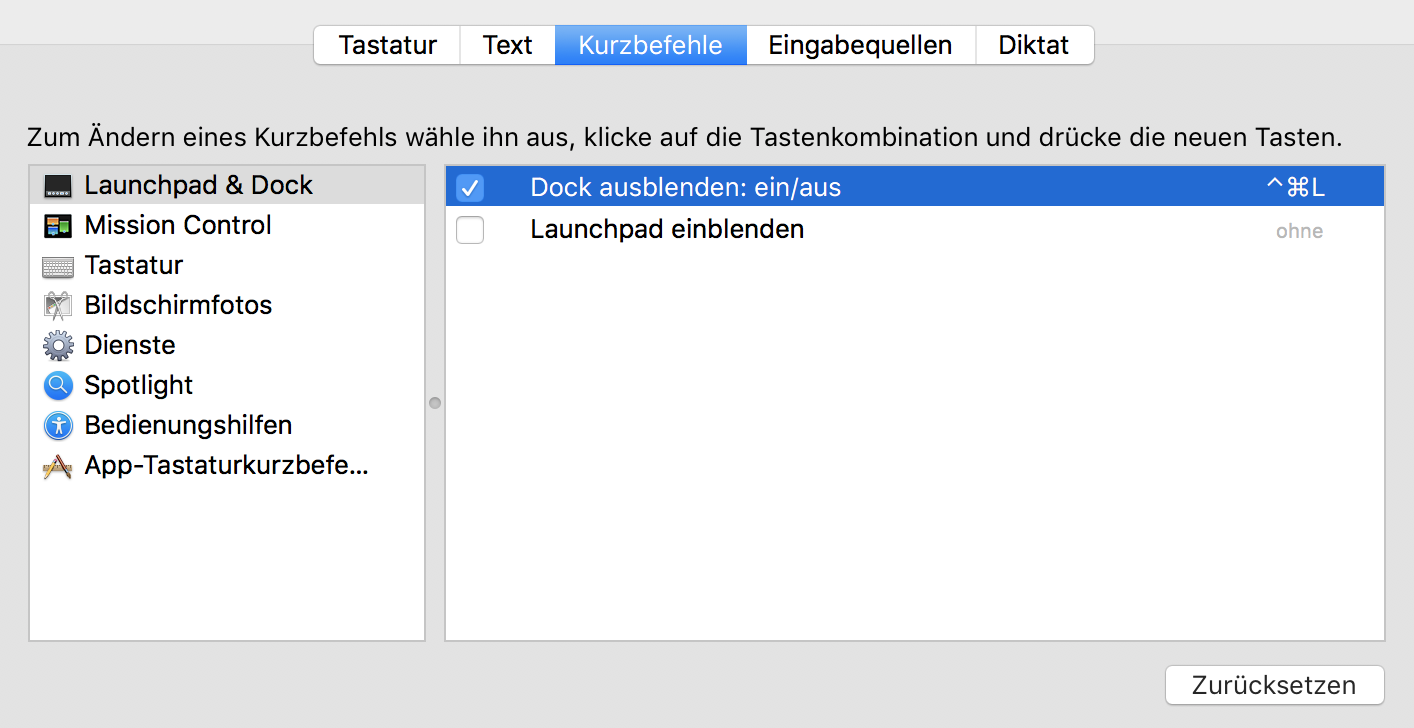 Tastatur Text Kurzbefehle Eingabequellen Diktat
Zum Ändern eines Kurzbefehls wähle ihn aus, klicke auf die Tastenkombination und drücke die neuen Tasten.
Launchpad & Dock
Mission Control
Tastatur
Bildschirmfotos
Dienste
Spotlight
Bedienungshilfen
App-Tastaturkurzbefe...
Dock ausblenden: ein/aus ^⌘L
Launchpad einblenden ohne
Zurücksetzen